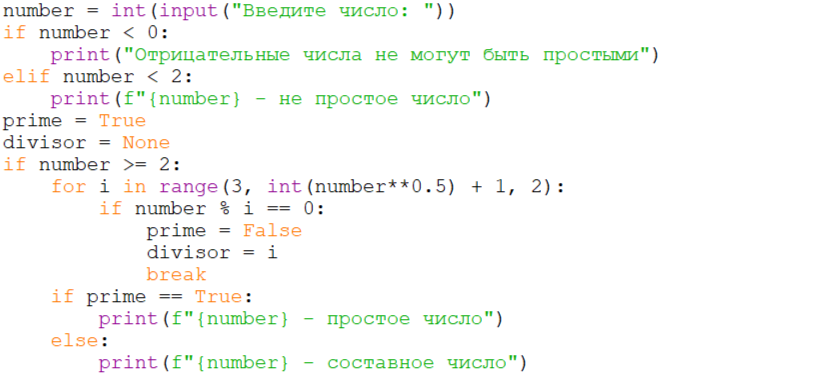 number = int(input("Введите число: "))
if number < 0:
    print("Отрицательные числа не могут быть простыми")
elif number < 2:
    print(f"{number} - не простое число")
prime = True
divisor = None
if number >= 2:
    for i in range(3, int(number**0.5) + 1, 2):
        if number % i == 0:
            prime = False
            divisor = i
            break
    if prime == True:
        print(f"{number} - простое число")
    else:
        print(f"{number} - составное число")